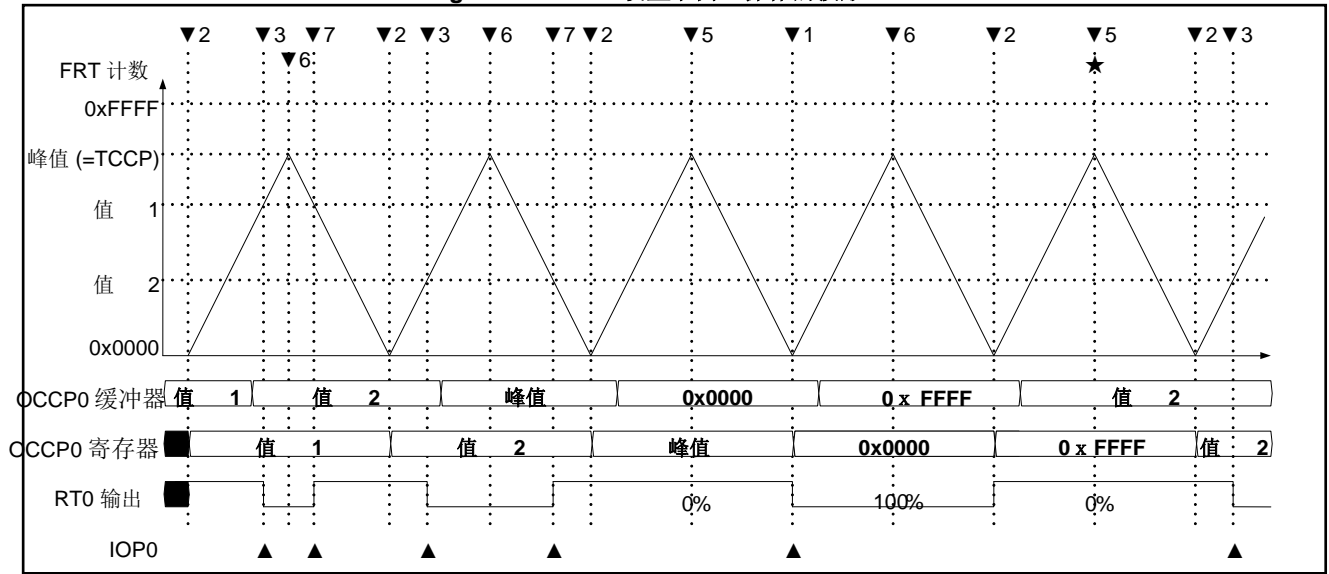 ▼2 ▼3 ▼7 ▼2 ▼3 ▼6 ▼7 ▼2 ▼5 ▼1 ▼6 ▼2 ▼5 ▼2 ▼3
▼6 ★
FRT 计数
0xFFFF
峰值 (=TCCP)
值 1
值 2
0x0000
OCCP0 缓冲器 值 1 值 2 峰值 0x0000 0 x FFFF 值 2
OCCP0 寄存器 值 1 值 2 峰值 0x0000 0 x FFFF 值 2
RT0 输出 0% 100% 0%
IOP0 ▲ ▲ ▲ ▲ ▲ ▲